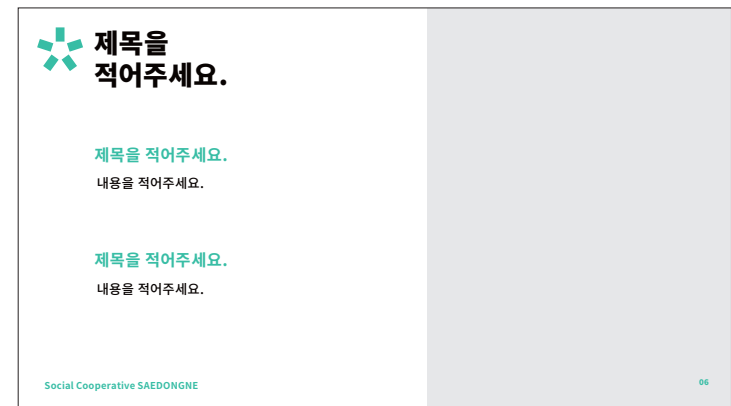 제목을
적어주세요.
제목을 적어주세요.
내용을 적어주세요.
제목을 적어주세요.
내용을 적어주세요.
Social Cooperative SAEDONGNE
06